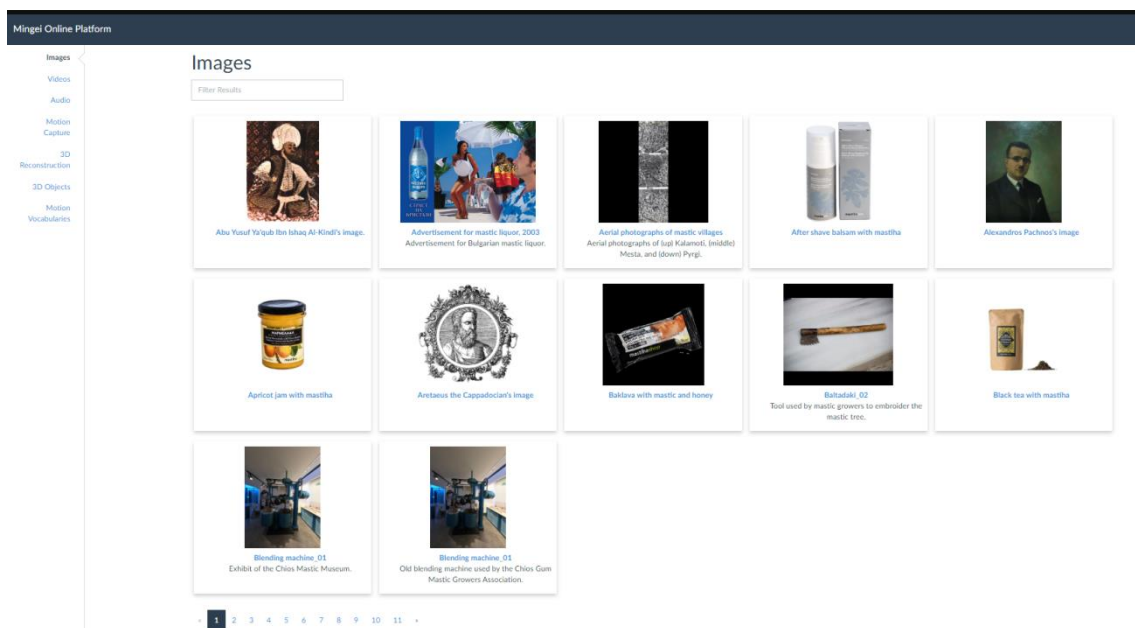 Mingei Online Platform
Images
Videos
Audio
Motion
Capture
3D
Reconstruction
3D Objects
Motion
Vocabularies
Images
Filter Results
Abu Yusuf Ya'qub Ibn Ishaq Al-Kindi's image.
Advertisement for mastic liquor, 2003
Advertisement for Bulgarian mastic liquor.
Aerial photographs of mastic villages
Aerial photographs of (up) Kalamoti, (middle)
Mesta, and (down) Pyrgi.
After shave balsam with mastiha
Alexandros Pachnos's image
Apricot jam with mastiha
Aretaeus the Cappadocian's image
Baklava with mastic and honey
Baltadaki_02
Tool used by mastic growers to embroider the
mastic tree.
Black tea with mastiha
Blending machine_01
Exhibit of the Chios Mastic Museum.
Blending machine_01
Old blending machine used by the Chios Gum
Mastic Growers Association.
« 1 2 3 4 5 6 7 8 9 10 11 »